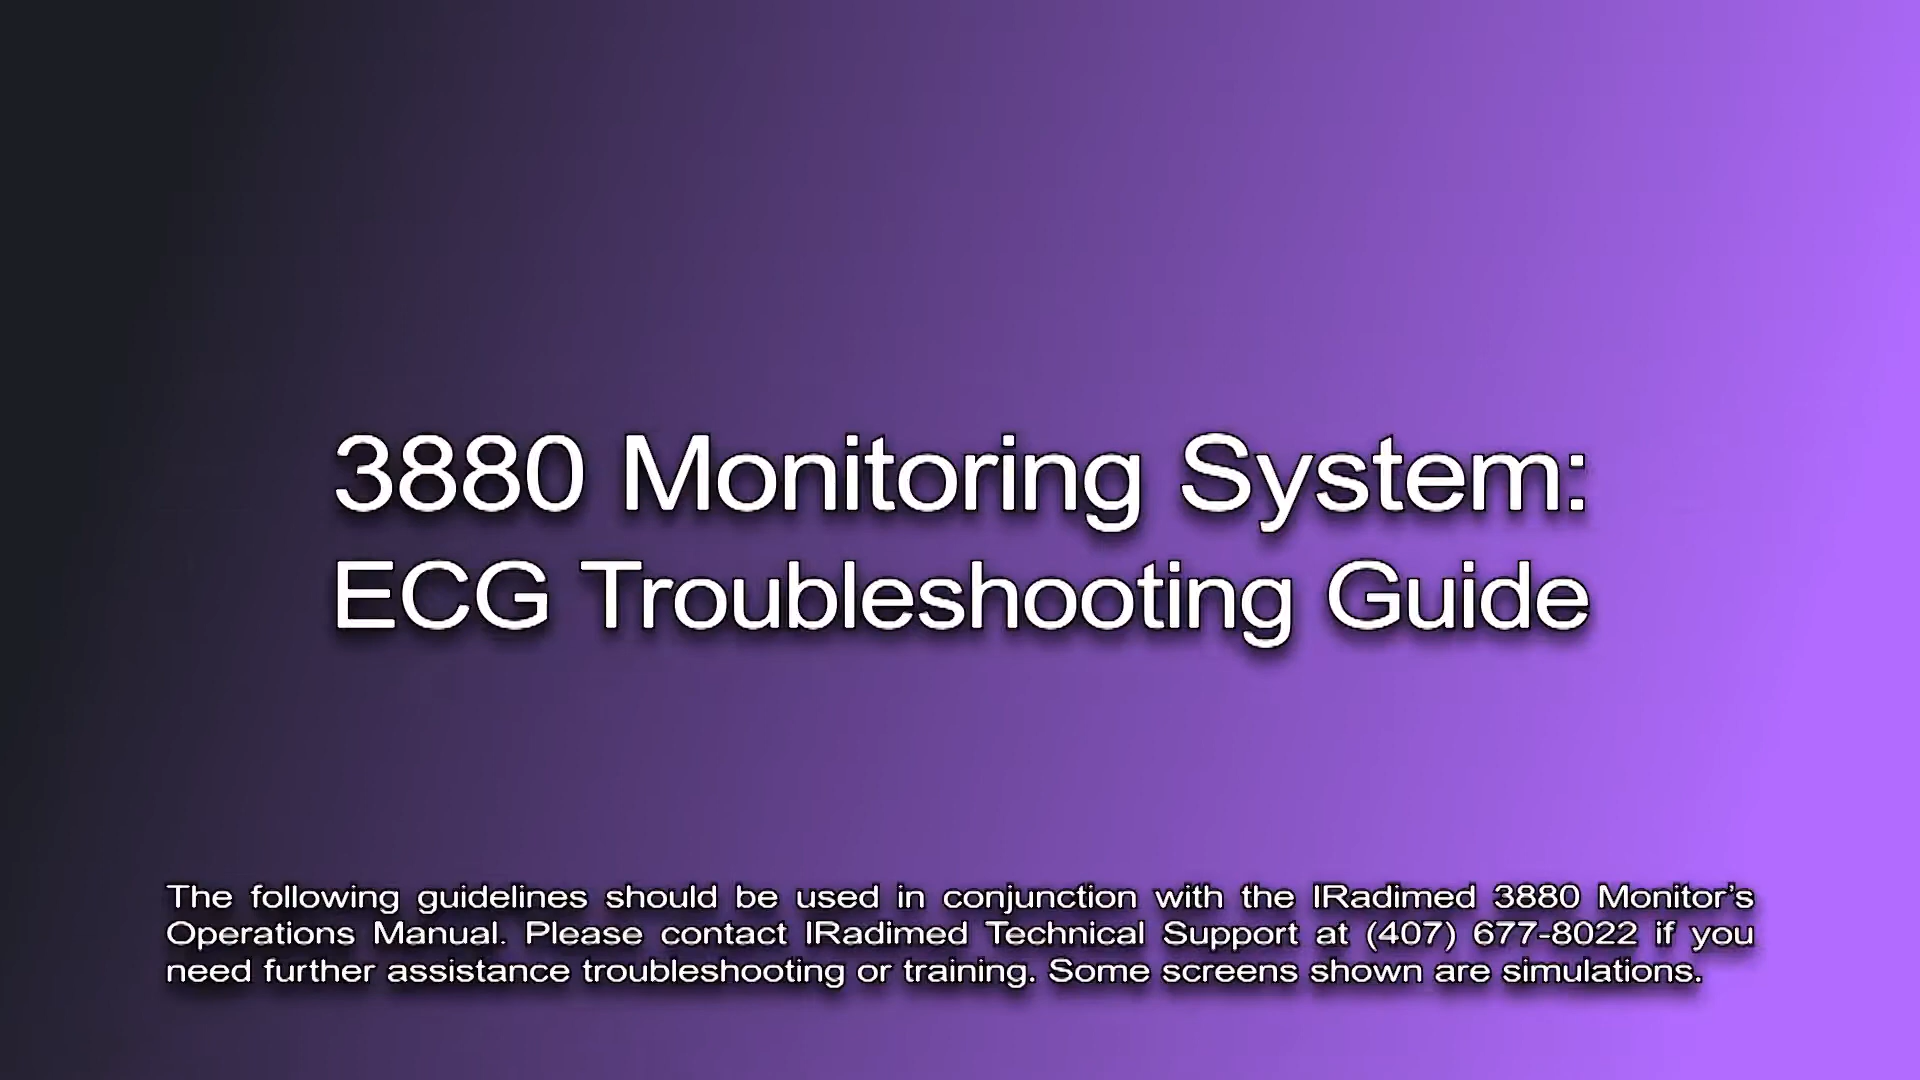 3880 Monitoring System:
ECG Troubleshooting Guide
The following guidelines should be used in conjunction with the IRadimed 3880 Monitor’s
Operations Manual. Please contact IRadimed Technical Support at (407) 677-8022 if you
need further assistance troubleshooting or training. Some screens shown are simulations.